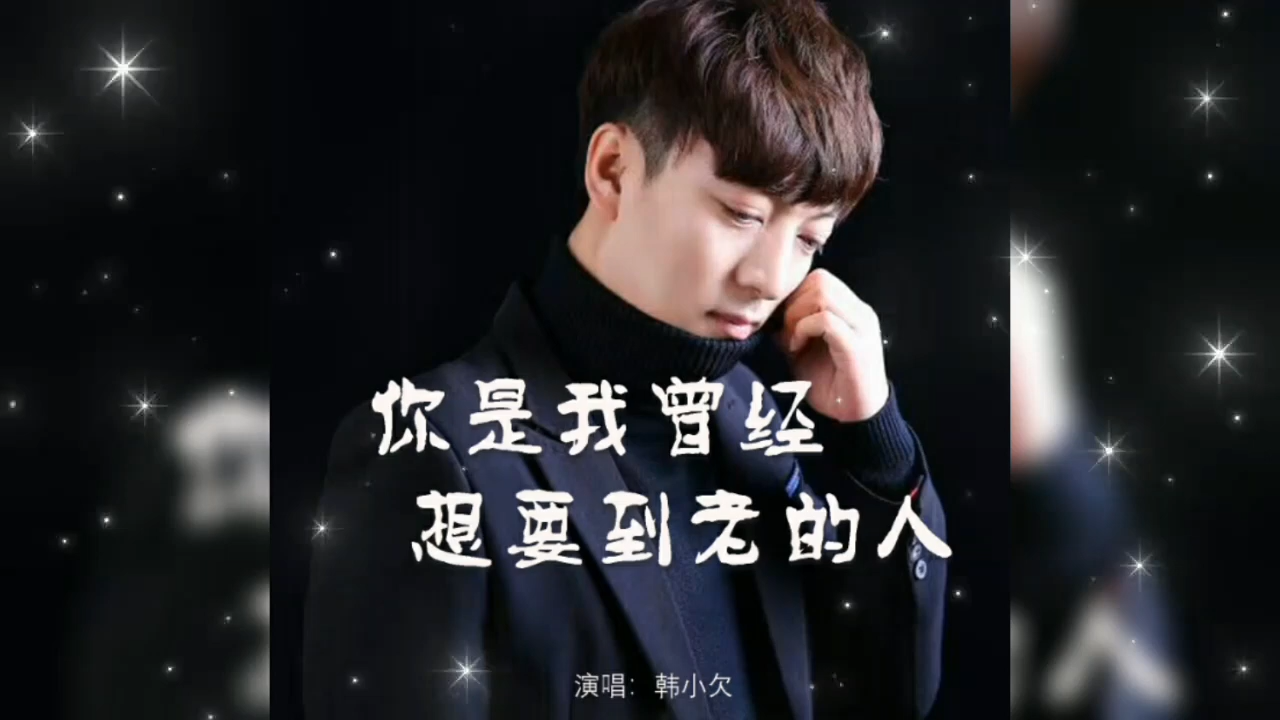 你是我曾经
想要到老的人
演唱：韩小欠